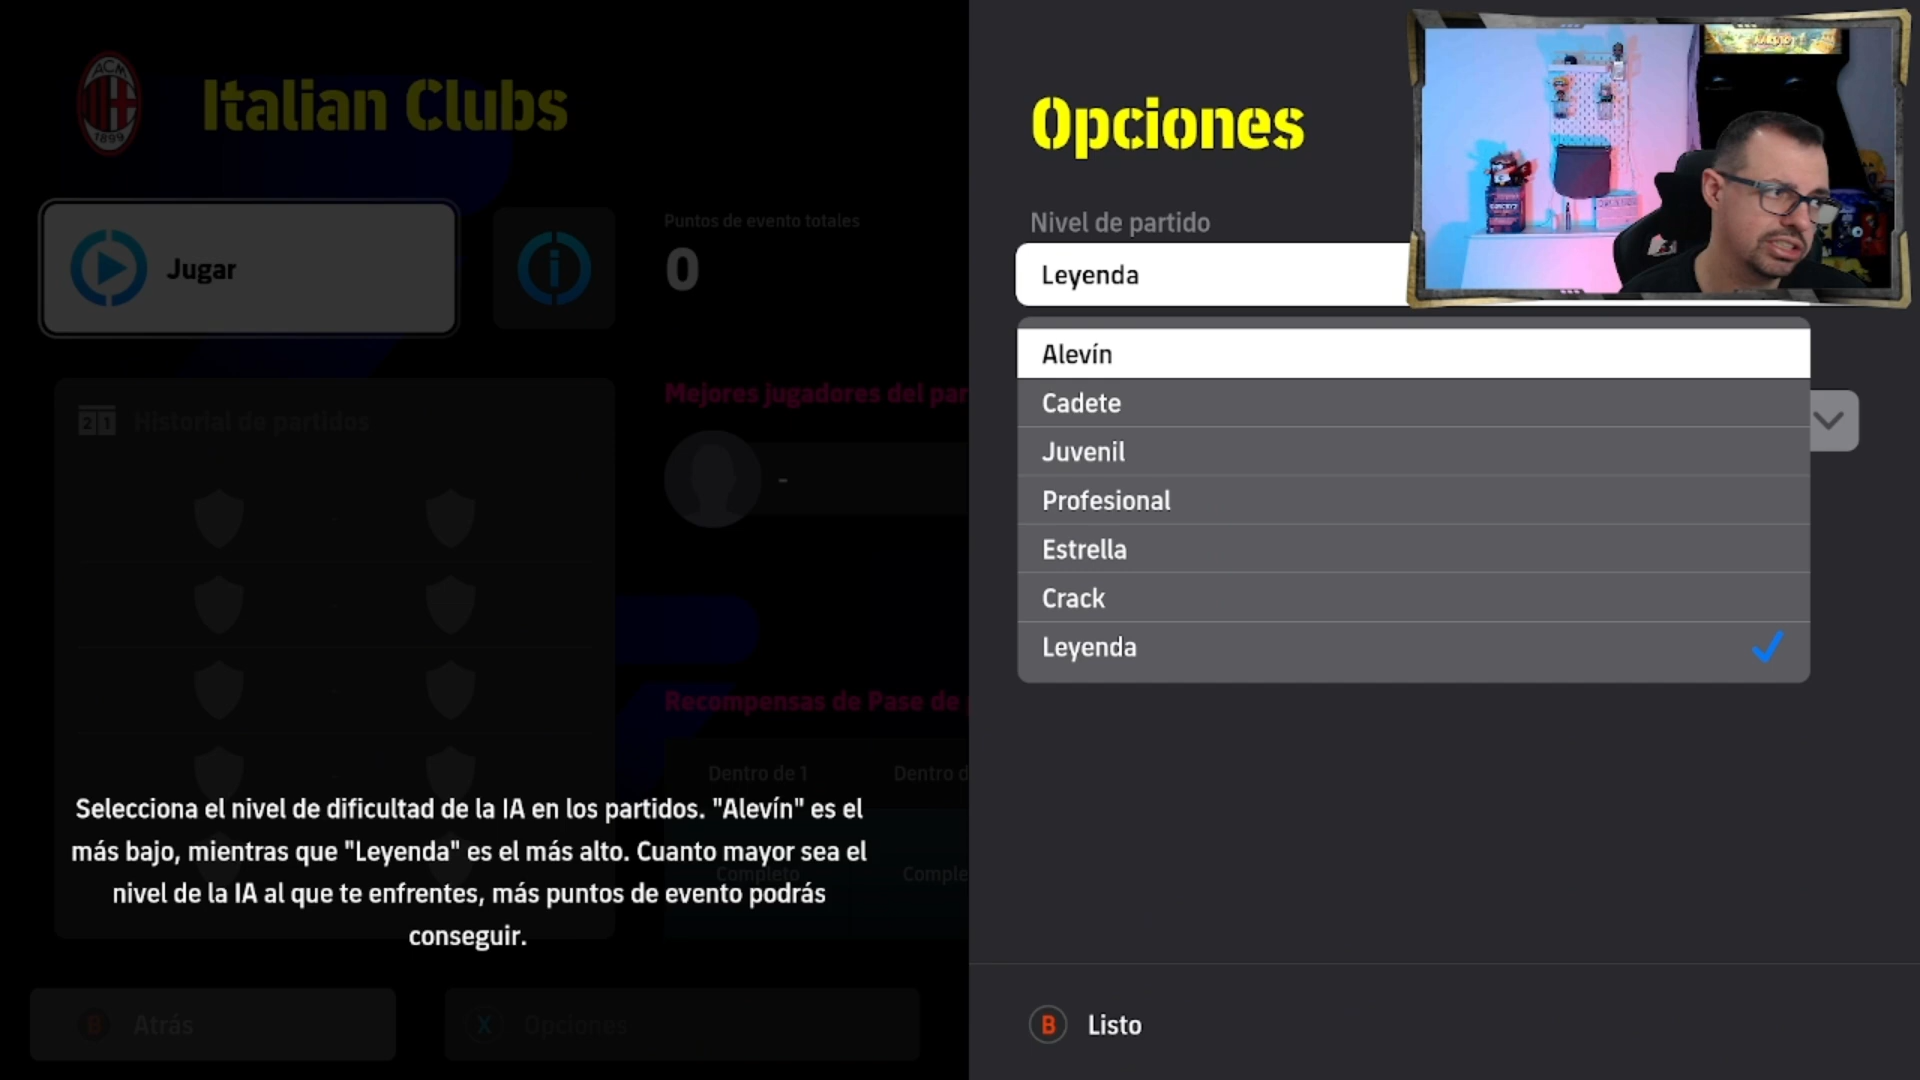 ACM
1899
Italian Clubs
Jugar
Puntos de evento totales
0
Historial de partidos
Mejores jugadores del par
-
Recompensas de Pase de
Dentro de 1
Dentro d
Completo
Comple
Selecciona el nivel de dificultad de la IA en los partidos. "Alevín" es el
más bajo, mientras que "Leyenda" es el más alto. Cuanto mayor sea el
nivel de la IA al que te enfrentes, más puntos de evento podrás
conseguir.
B Atrás
X Opciones
Opciones
Nivel de partido
Leyenda
Alevín
Cadete
Juvenil
Profesional
Estrella
Crack
Leyenda
B Listo